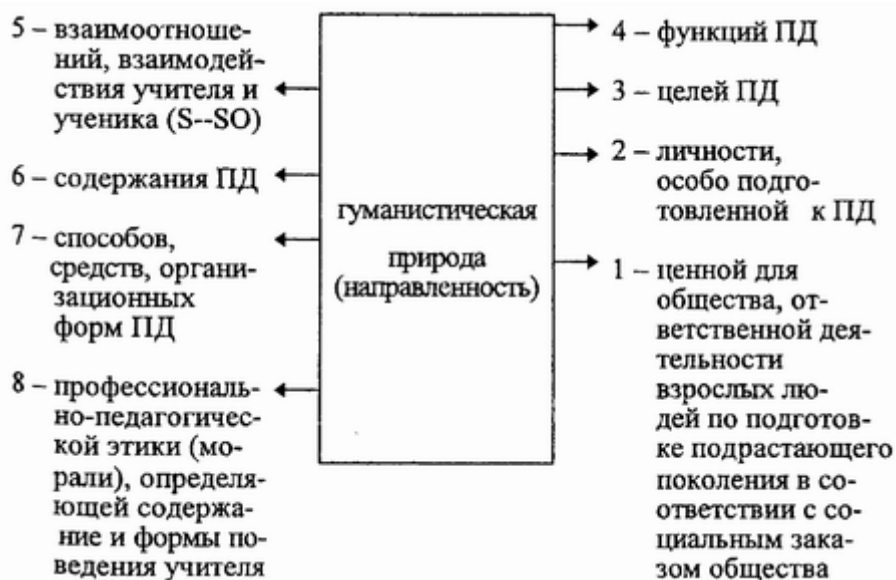 5 – взаимоотноше-
ний, взаимодей-
ствия учителя и
ученика (S--SO)
6 – содержания ПД
7 – способов,
средств, органи-
зационных
форм ПД
8 – профессиональ-
но-педагогичес-
кой этики (мо-
рали), определя-
ющей содержа-
ние и формы по-
ведения учителя
гуманистическая
природа
(направленность)
4 – функций ПД
3 – целей ПД
2 – личности,
особо подго-
товленной к ПД
1 – ценной для
общества, от-
ветственной дея-
тельности
взрослых лю-
дей по подготов-
ке подрастающего
поколения в со-
ответствии с со-
циальным зака-
зом общества